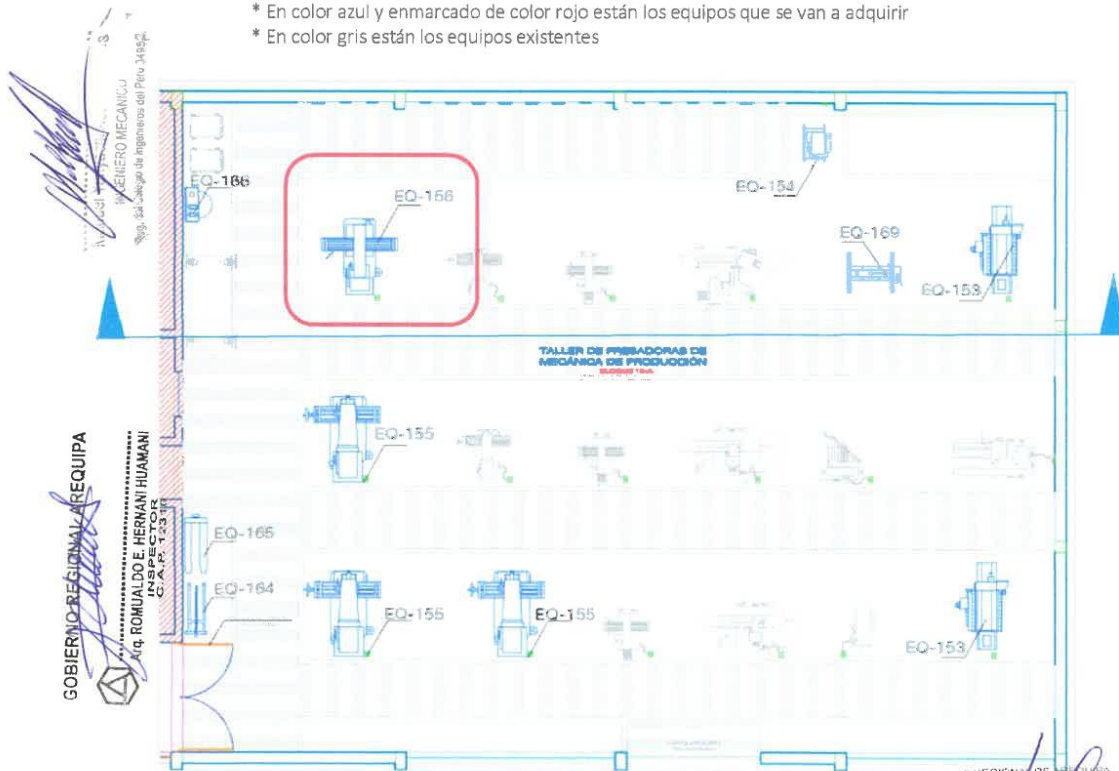 * En color azul y enmarcado de color rojo están los equipos que se van a adquirir
* En color gris están los equipos existentes
INGENIERO MECANICO
EQ-156
EQ-154
EQ-169
EQ-153
TALLER DE FRESADORAS DE
MECÁNICA DE PRODUCCIÓN
EQ-155
EQ-165
EQ-164
EQ-155
EQ-155
EQ-153
GOBIERNO REGIONAL AREQUIPA
Arq. ROMUALDO E. HERNANI HUAMANI
INSPECTOR